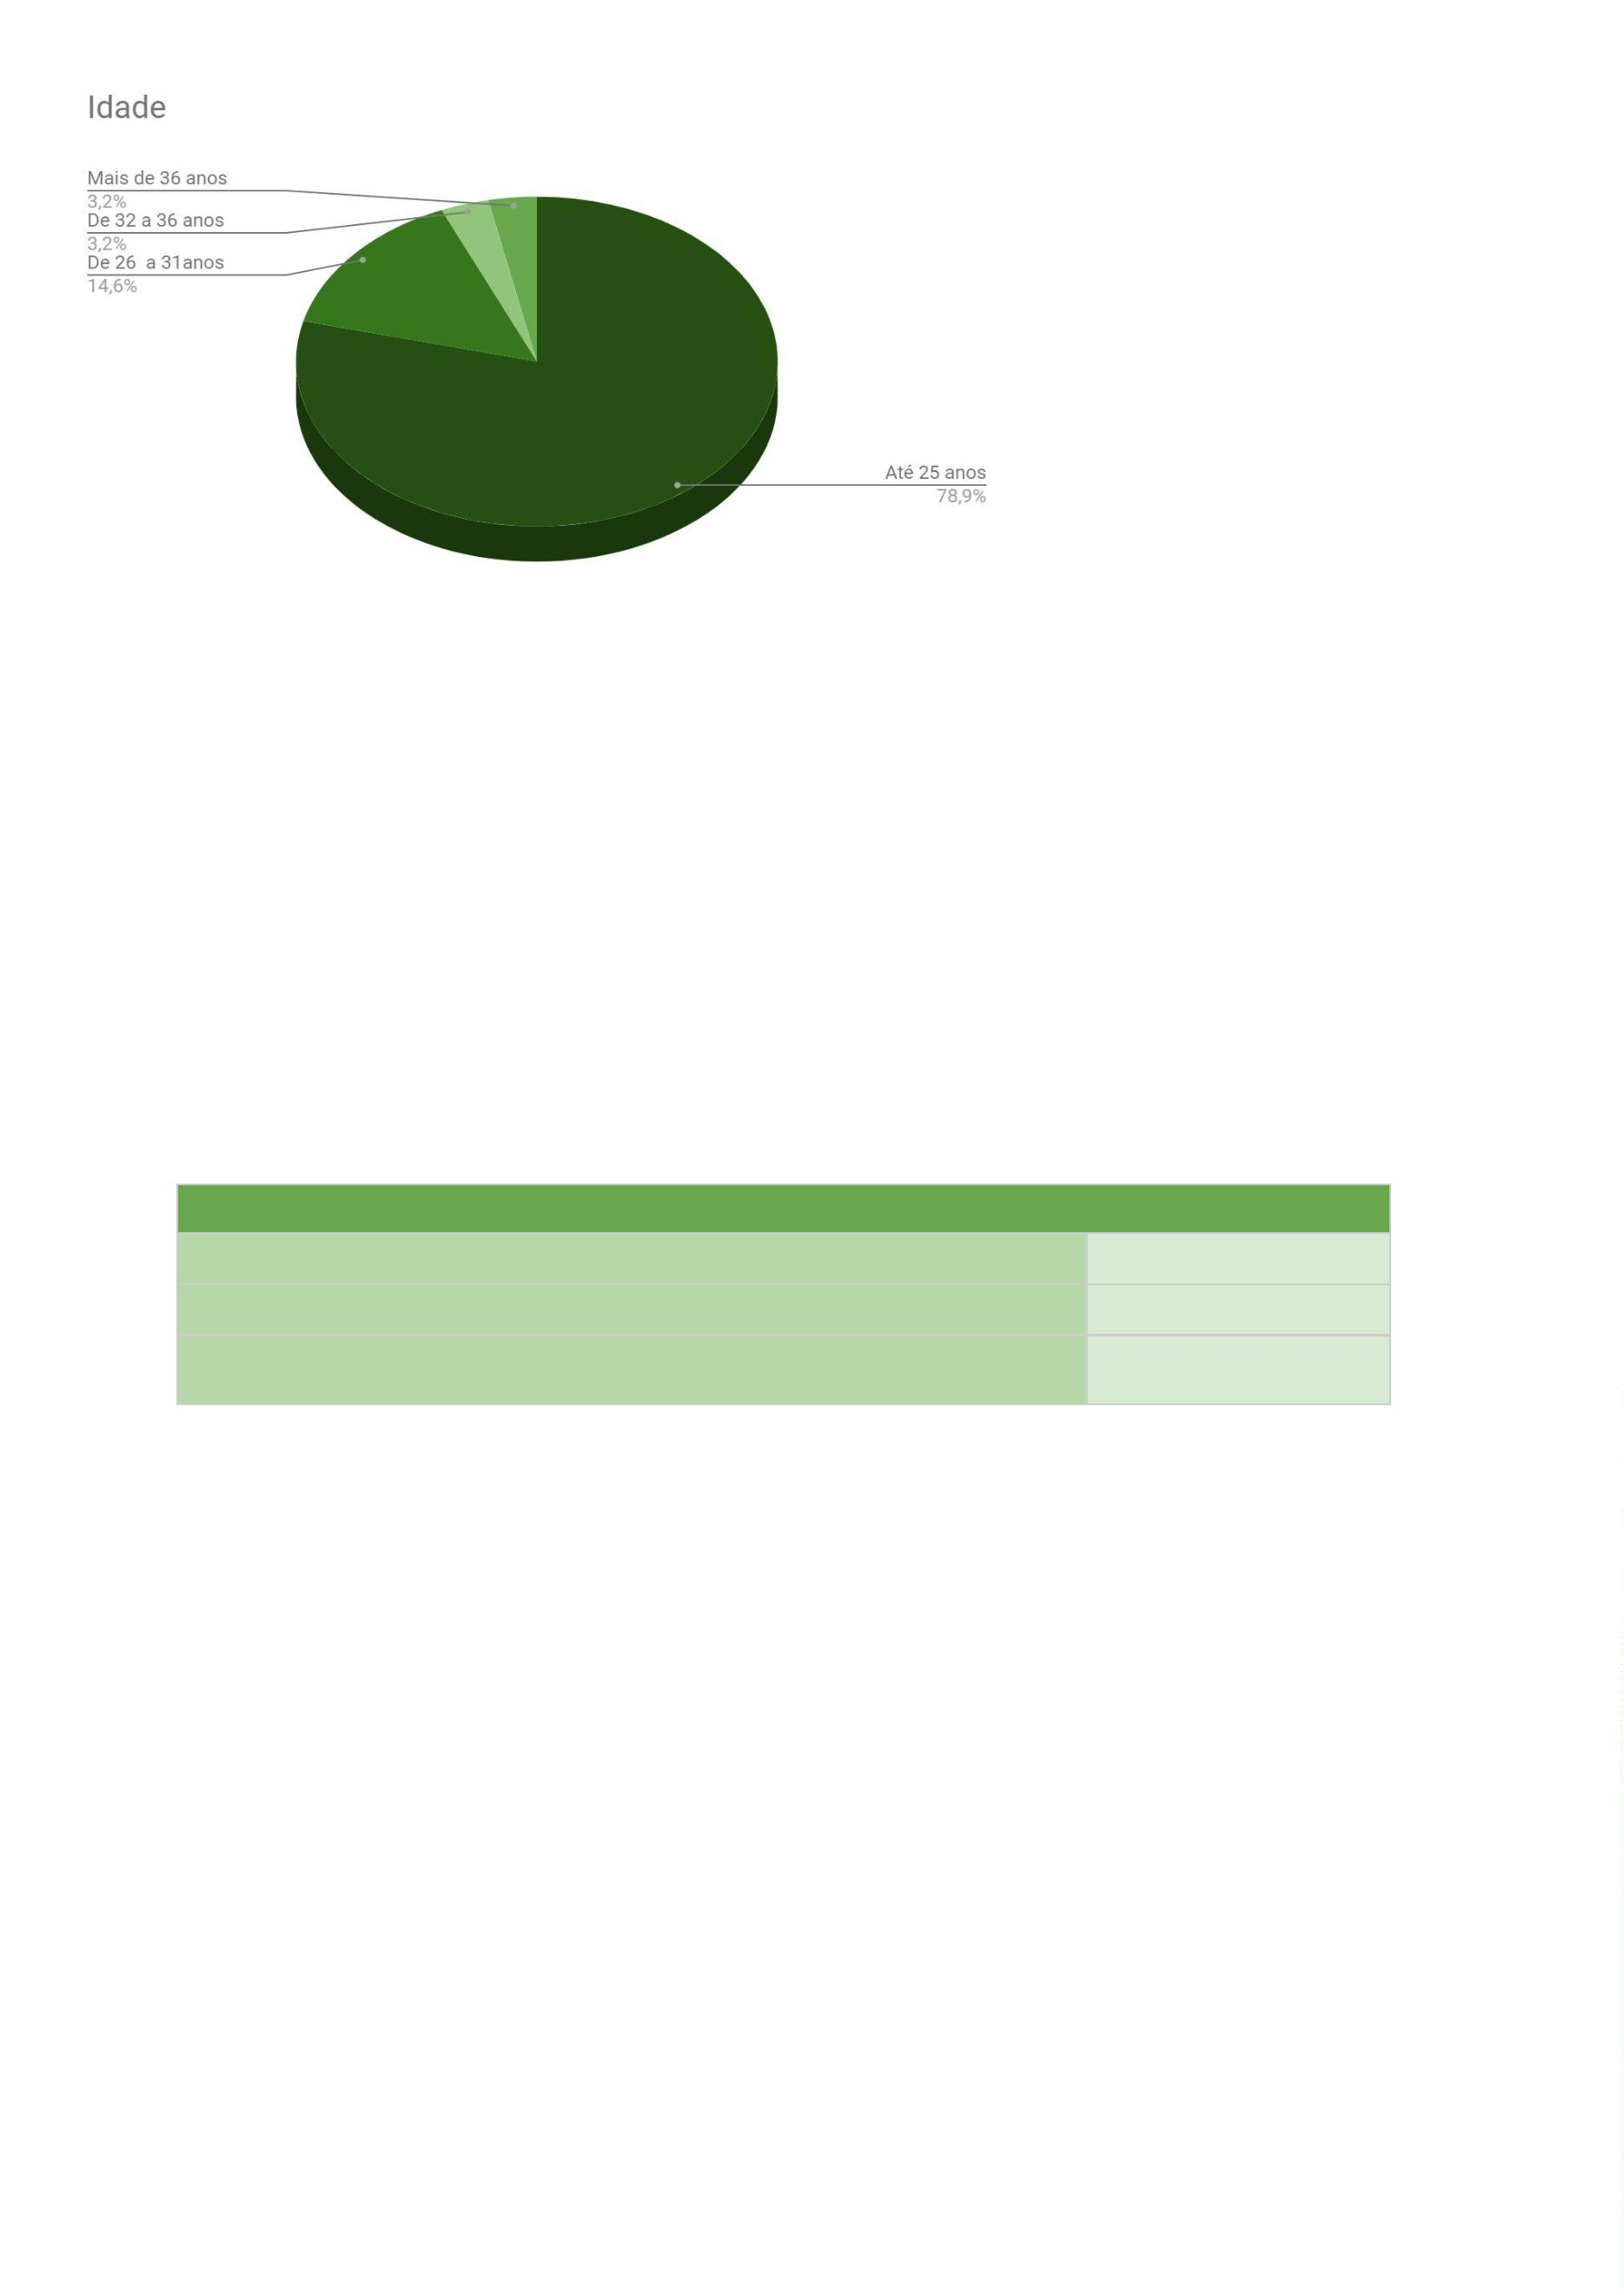 Idade
Mais de 36 anos
3,2%
De 32 a 36 anos
3,2%
De 26  a 31anos
14,6%
Até 25 anos
78,9%